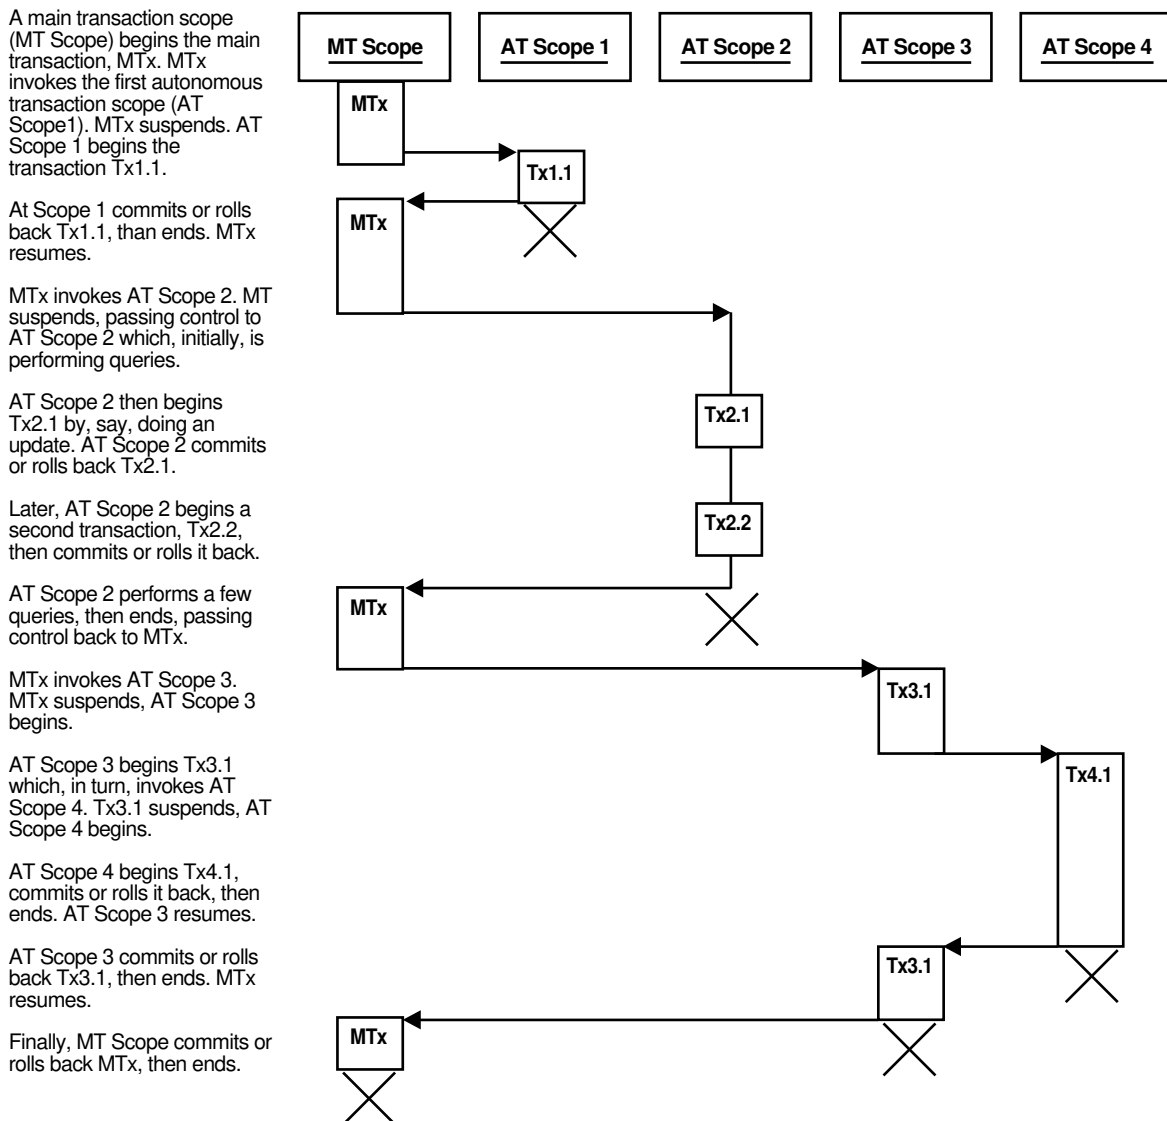 A main transaction scope
(MT Scope) begins the main
transaction, MTx. MTx
invokes the first autonomous
transaction scope (AT
Scope1). MTx suspends. AT
Scope 1 begins the
transaction Tx1.1.
At Scope 1 commits or rolls
back Tx1.1, than ends. MTx
resumes.
MTx invokes AT Scope 2. MT
suspends, passing control to
AT Scope 2 which, initially, is
performing queries.
AT Scope 2 then begins
Tx2.1 by, say, doing an
update. AT Scope 2 commits
or rolls back Tx2.1.
Later, AT Scope 2 begins a
second transaction, Tx2.2,
then commits or rolls it back.
AT Scope 2 performs a few
queries, then ends, passing
control back to MTx.
MTx invokes AT Scope 3.
MTx suspends, AT Scope 3
begins.
AT Scope 3 begins Tx3.1
which, in turn, invokes AT
Scope 4. Tx3.1 suspends, AT
Scope 4 begins.
AT Scope 4 begins Tx4.1,
commits or rolls it back, then
ends. AT Scope 3 resumes.
AT Scope 3 commits or rolls
back Tx3.1, then ends. MTx
resumes.
Finally, MT Scope commits or
rolls back MTx, then ends.
MT Scope
AT Scope 1
AT Scope 2
AT Scope 3
AT Scope 4
MTx
Tx1.1
MTx
Tx2.1
Tx2.2
MTx
Tx3.1
Tx4.1
Tx3.1
MTx